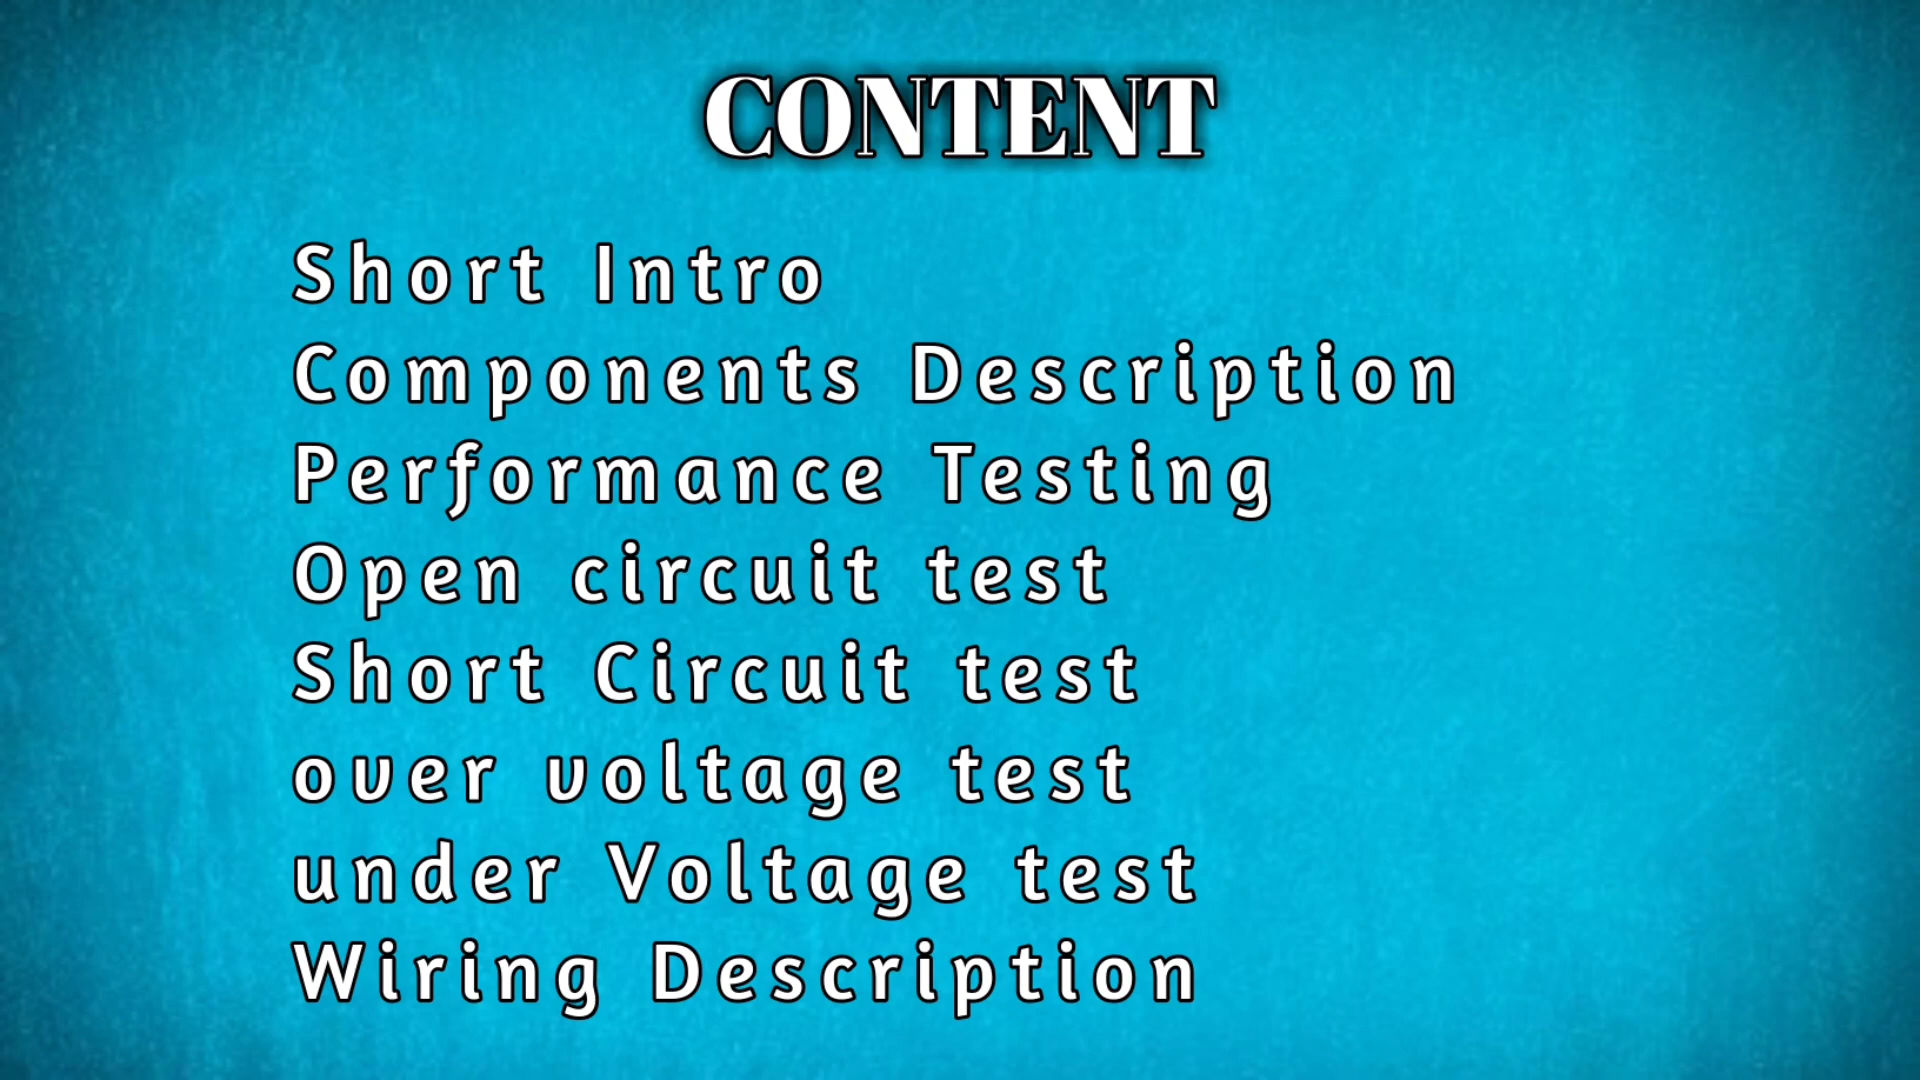 CONTENT
Short Intro
Components Description
Performance Testing
Open circuit test
Short Circuit test
over voltage test
under Voltage test
Wiring Description